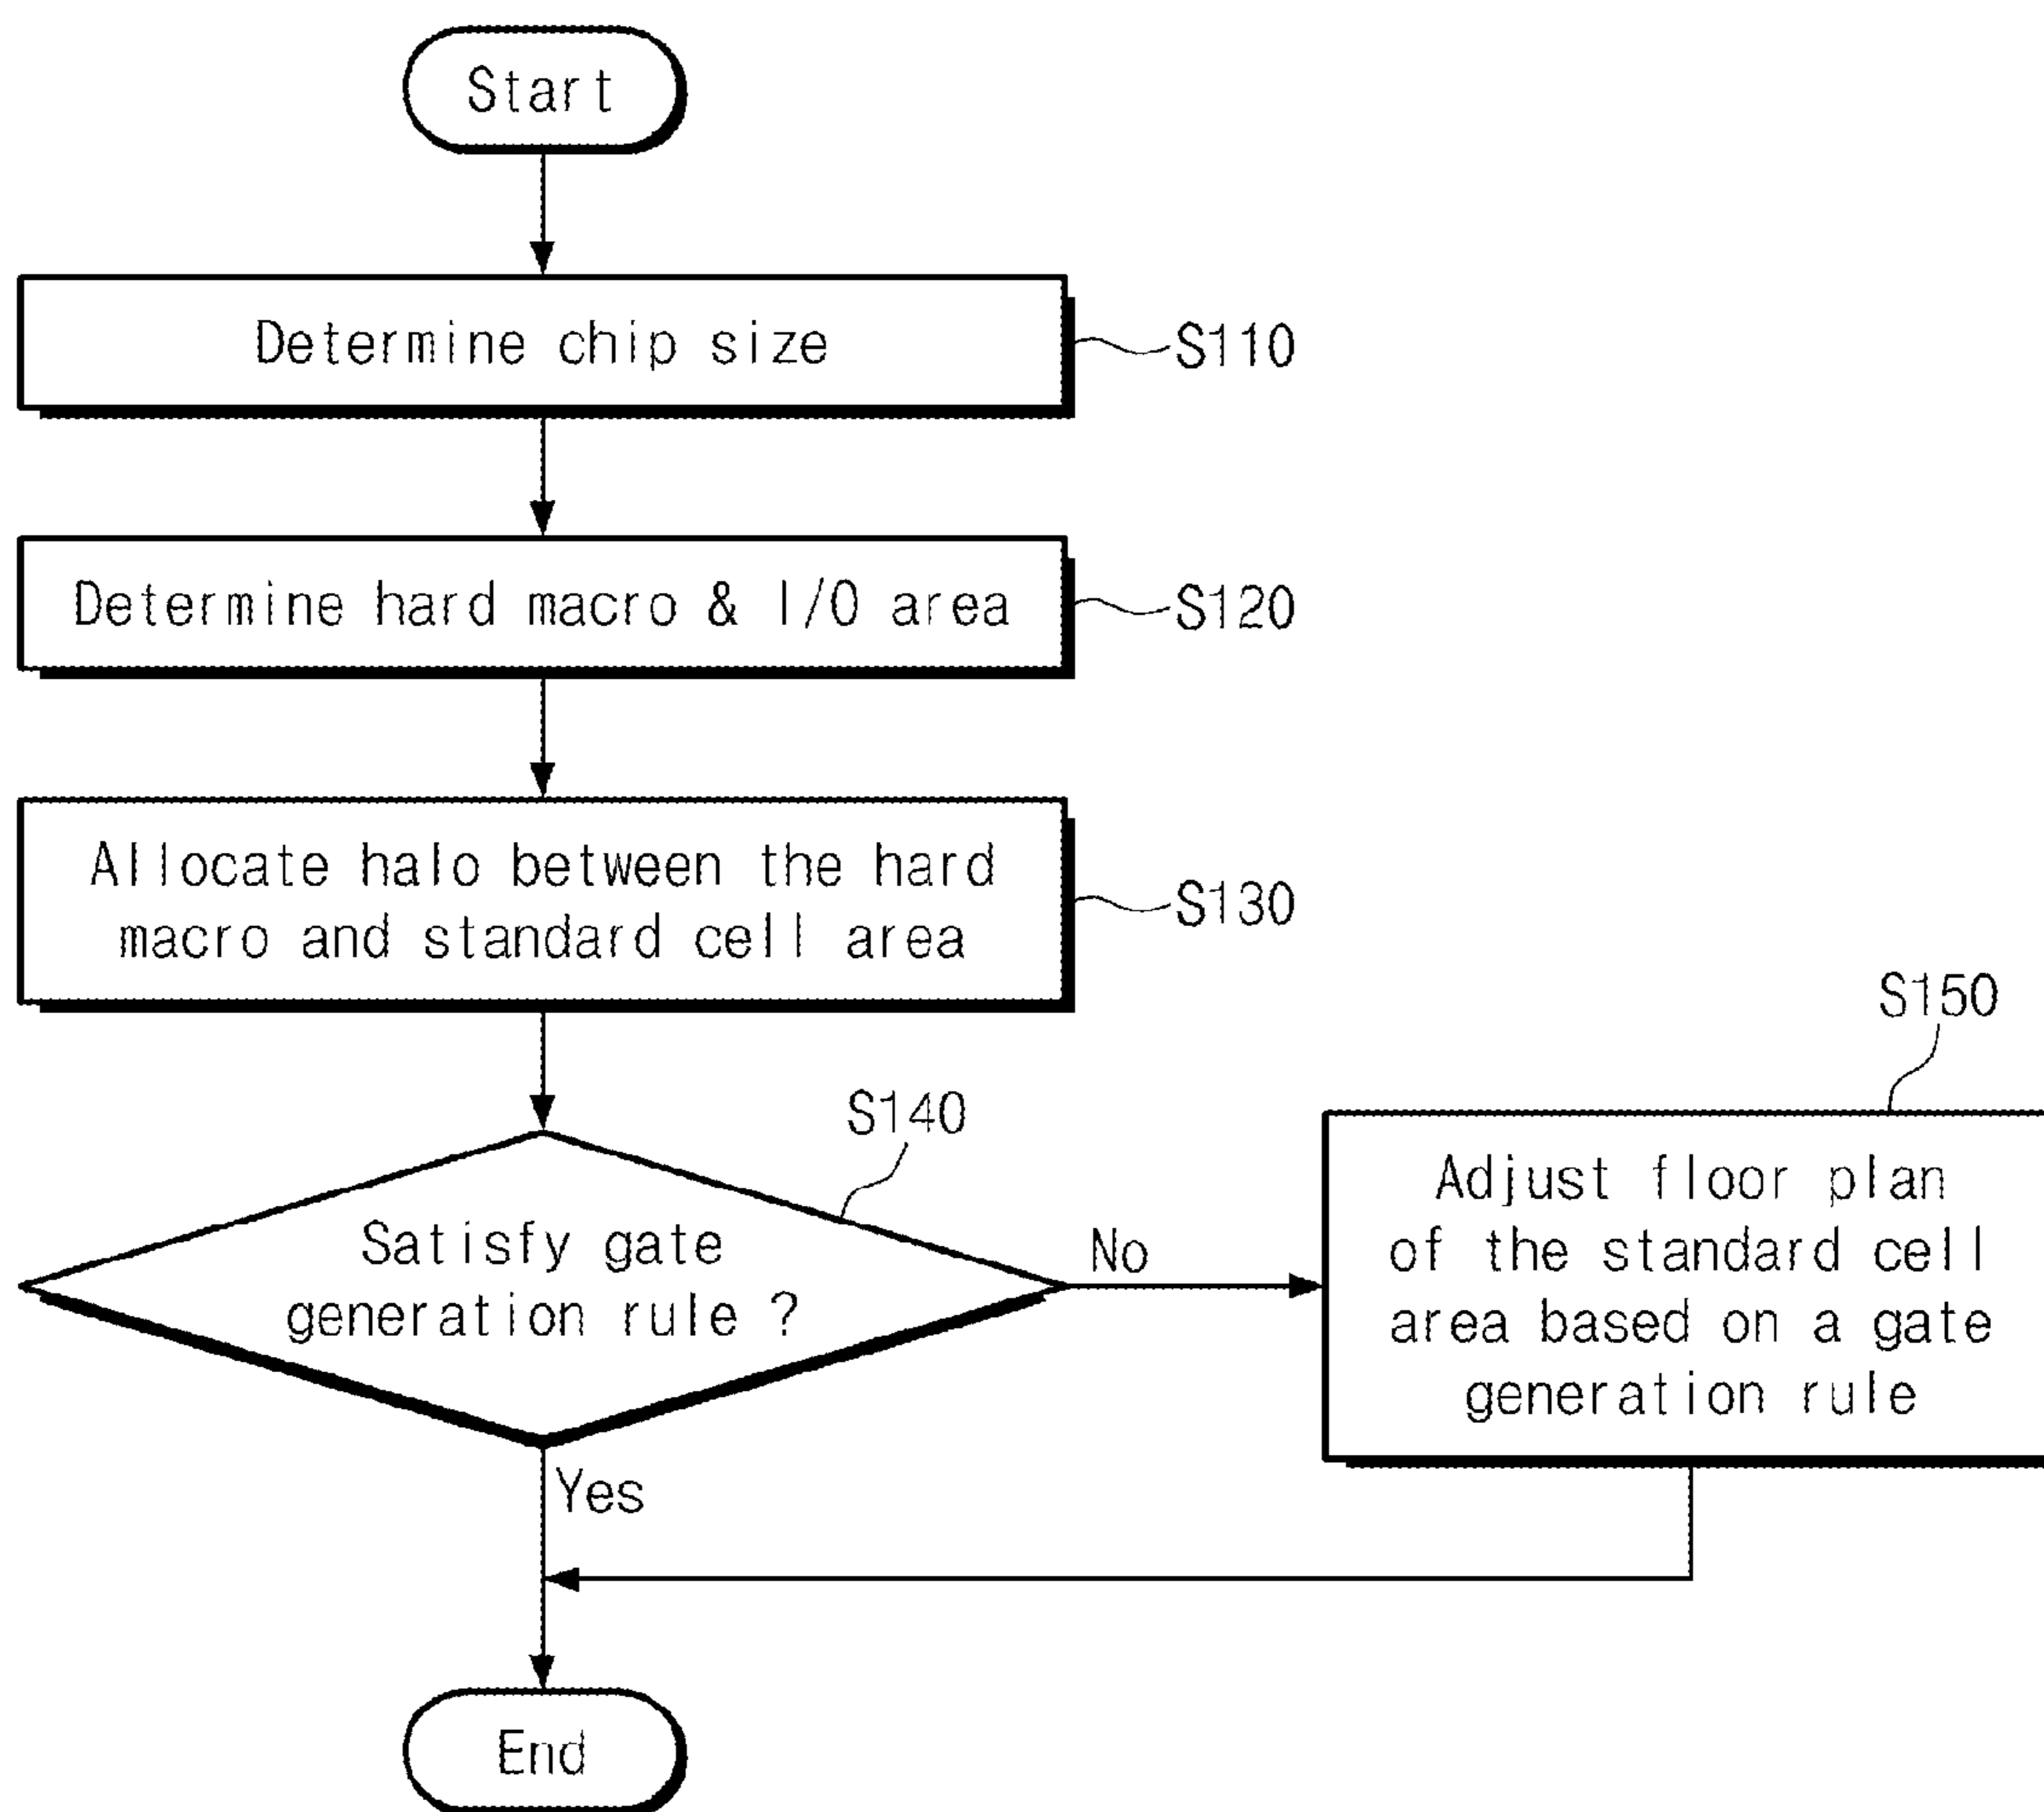 Start
Determine chip size
S110
Determine hard macro & I/O area
S120
Allocate halo between the hard
macro and standard cell area
S130
S140
Satisfy gate
generation rule ?
No
Yes
S150
Adjust floor plan
of the standard cell
area based on a gate
generation rule
End